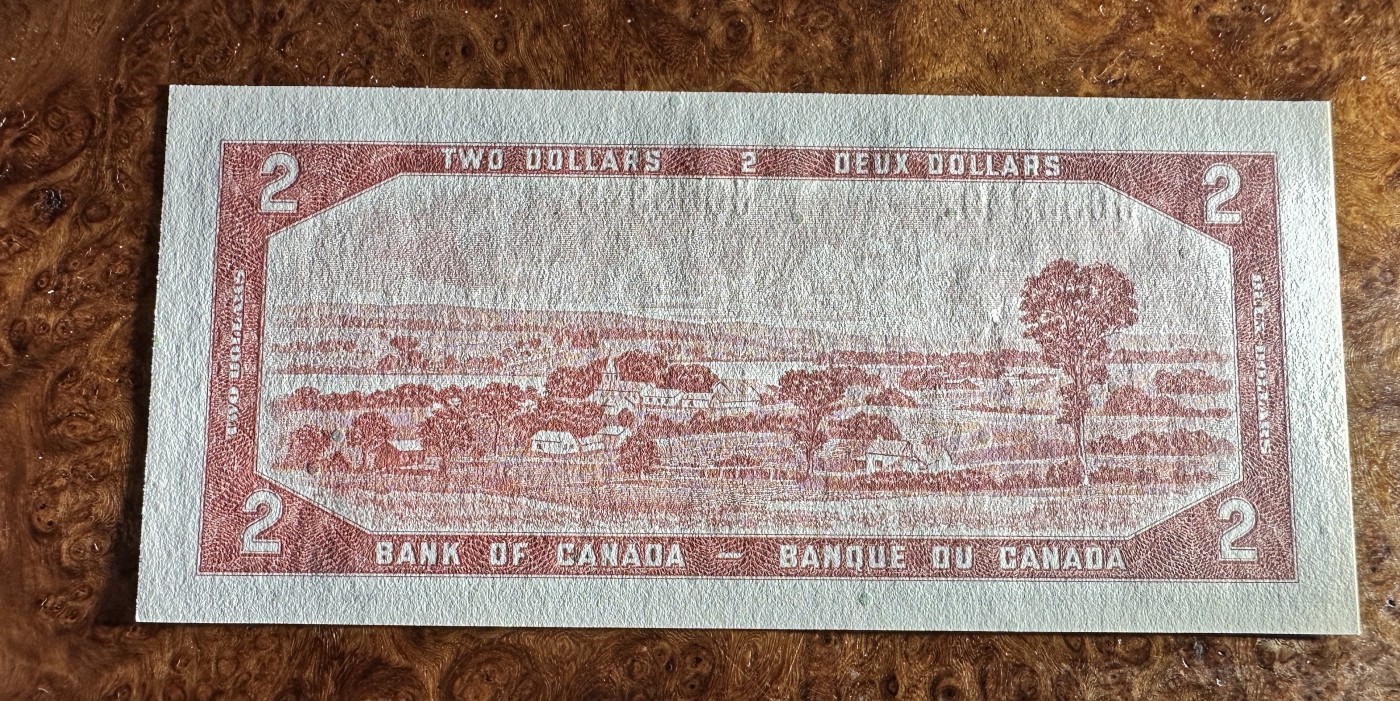 TWO DOLLARS 2 DEUX DOLLARS
2 2
TWO DOLLARS
DEUX DOLLARS
2 2
BANK OF CANADA — BANQUE DU CANADA